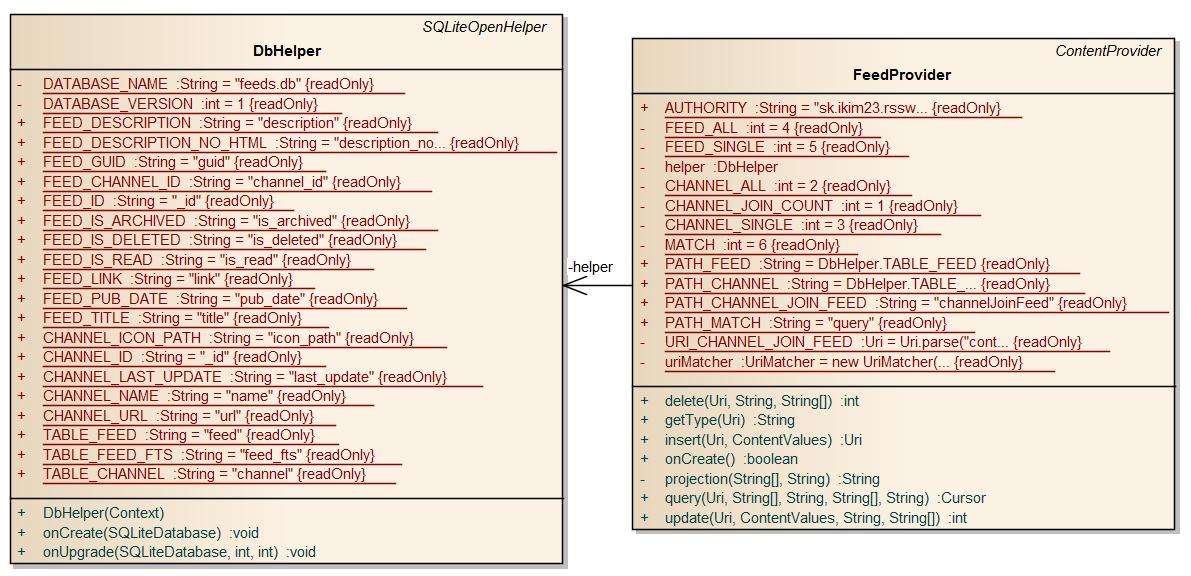 SQLiteOpenHelper
DbHelper
- DATABASE_NAME :String = "feeds.db" {readOnly}
- DATABASE_VERSION :int = 1 {readOnly}
+ FEED_DESCRIPTION :String = "description" {readOnly}
+ FEED_DESCRIPTION_NO_HTML :String = "description_no... {readOnly}
+ FEED_GUID :String = "guid" {readOnly}
+ FEED_CHANNEL_ID :String = "channel_id" {readOnly}
+ FEED_ID :String = "_id" {readOnly}
+ FEED_IS_ARCHIVED :String = "is_archived" {readOnly}
+ FEED_IS_DELETED :String = "is_deleted" {readOnly}
+ FEED_IS_READ :String = "is_read" {readOnly}
+ FEED_LINK :String = "link" {readOnly}
+ FEED_PUB_DATE :String = "pub_date" {readOnly}
+ FEED_TITLE :String = "title" {readOnly}
+ CHANNEL_ICON_PATH :String = "icon_path" {readOnly}
+ CHANNEL_ID :String = "_id" {readOnly}
+ CHANNEL_LAST_UPDATE :String = "last_update" {readOnly}
+ CHANNEL_NAME :String = "name" {readOnly}
+ CHANNEL_URL :String = "url" {readOnly}
+ TABLE_FEED :String = "feed" {readOnly}
+ TABLE_FEED_FTS :String = "feed_fts" {readOnly}
+ TABLE_CHANNEL :String = "channel" {readOnly}
+ DbHelper(Context)
+ onCreate(SQLiteDatabase) :void
+ onUpgrade(SQLiteDatabase, int, int) :void
-helper
ContentProvider
FeedProvider
+ AUTHORITY :String = "sk.ikim23.rssw... {readOnly}
- FEED_ALL :int = 4 {readOnly}
- FEED_SINGLE :int = 5 {readOnly}
- helper :DbHelper
- CHANNEL_ALL :int = 2 {readOnly}
- CHANNEL_JOIN_COUNT :int = 1 {readOnly}
- CHANNEL_SINGLE :int = 3 {readOnly}
- MATCH :int = 6 {readOnly}
+ PATH_FEED :String = DbHelper.TABLE_FEED {readOnly}
+ PATH_CHANNEL :String = DbHelper.TABLE_... {readOnly}
+ PATH_CHANNEL_JOIN_FEED :String = "channelJoinFeed" {readOnly}
+ PATH_MATCH :String = "query" {readOnly}
- URI_CHANNEL_JOIN_FEED :Uri = Uri.parse("cont... {readOnly}
- uriMatcher :UriMatcher = new UriMatcher(... {readOnly}
+ delete(Uri, String, String[]) :int
+ getType(Uri) :String
+ insert(Uri, ContentValues) :Uri
+ onCreate() :boolean
- projection(String[], String) :String
+ query(Uri, String[], String, String[], String) :Cursor
+ update(Uri, ContentValues, String, String[]) :int